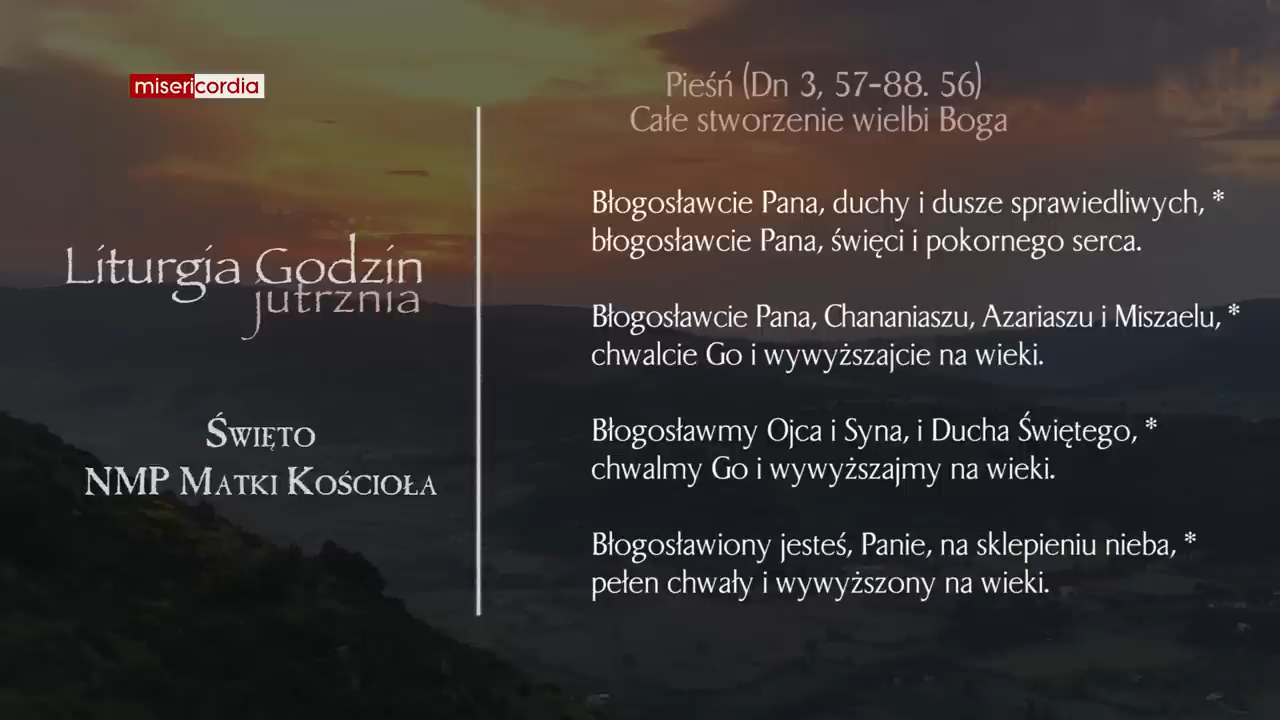 misericordia
Liturgia Godzin
jutrznia
Święto
NMP Matki Kościoła
Pieśń (Dn 3, 57-88. 56)
Całe stworzenie wielbi Boga
Błogosławcie Pana, duchy i dusze sprawiedliwych, *
błogosławcie Pana, święci i pokornego serca.
Błogosławcie Pana, Chananiaszu, Azariaszu i Miszaelu, *
chwalcie Go i wywyższajcie na wieki.
Błogosławmy Ojca i Syna, i Ducha Świętego, *
chwalmy Go i wywyższajmy na wieki.
Błogosławiony jesteś, Panie, na sklepieniu nieba, *
pełen chwały i wywyższony na wieki.